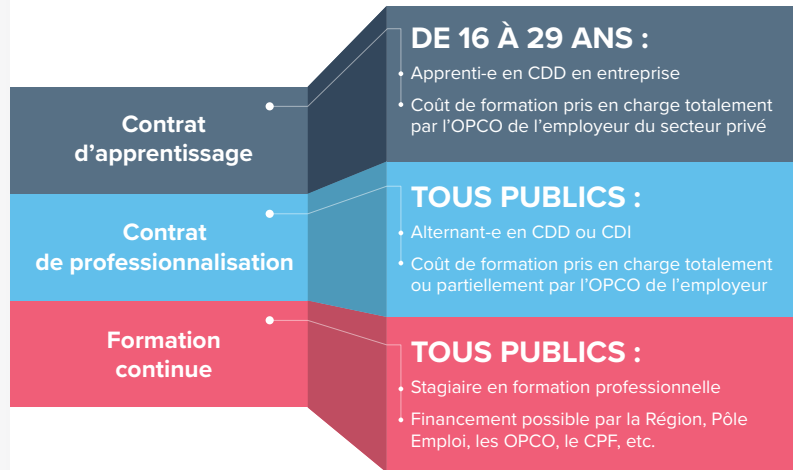 Contrat
d'apprentissage
DE 16 À 29 ANS :
• Apprenti-e en CDD en entreprise
• Coût de formation pris en charge totalement
par l'OPCO de l'employeur du secteur privé
Contrat
de professionnalisation
TOUS PUBLICS :
• Alternant-e en CDD ou CDI
• Coût de formation pris en charge totalement
ou partiellement par l'OPCO de l'employeur
Formation
continue
TOUS PUBLICS :
• Stagiaire en formation professionnelle
• Financement possible par la Région, Pôle
Emploi, les OPCO, le CPF, etc.